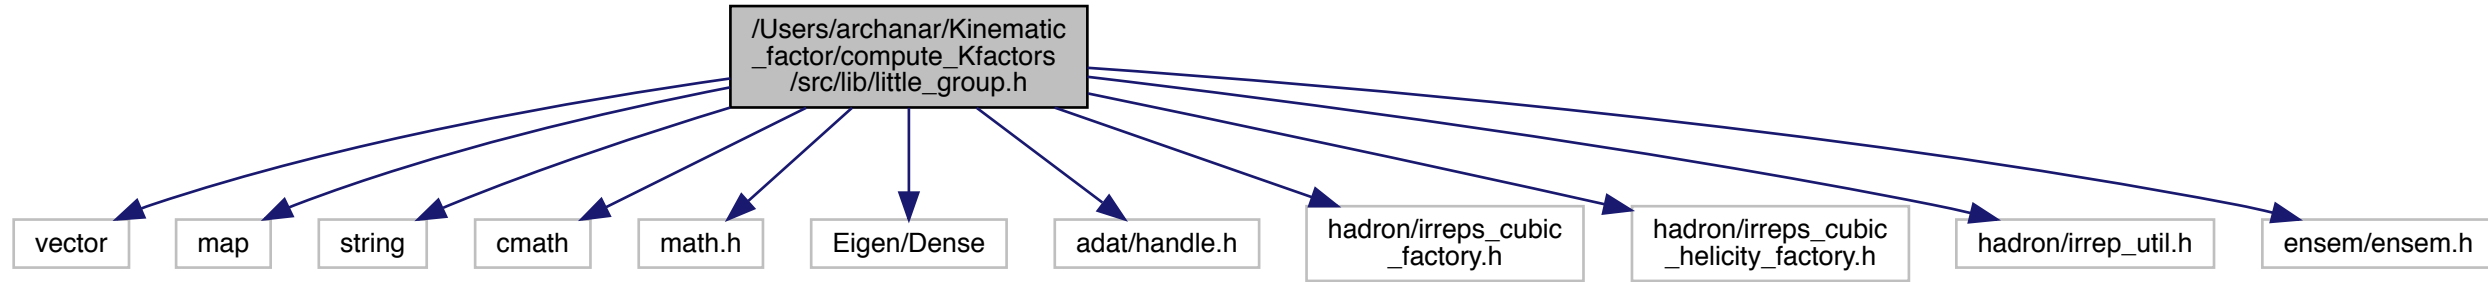 /Users/archanar/Kinematic
_factor/compute_Kfactors
/src/lib/little_group.h
vector
map
string
cmath
math.h
Eigen/Dense
adat/handle.h
hadron/irreps_cubic
_factory.h
hadron/irreps_cubic
_helicity_factory.h
hadron/irrep_util.h
ensem/ensem.h